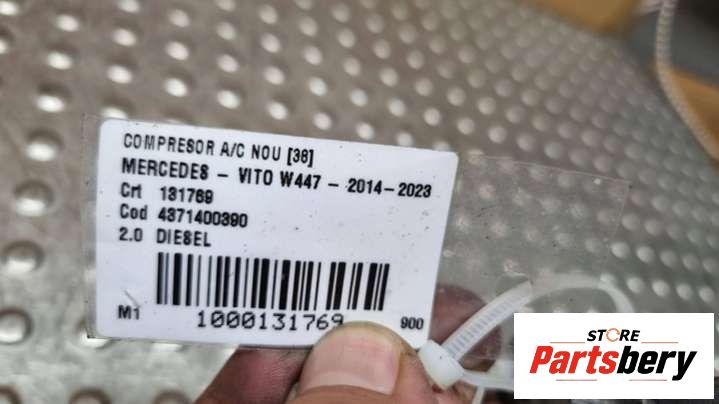 COMPRESOR A/C NOU [36]
MERCEDES - VITO W447 - 2014-2023
Crt 131769
Cod 4371400390
2.0 DIESEL
M1 1000131769 900
STORE
Partsbery